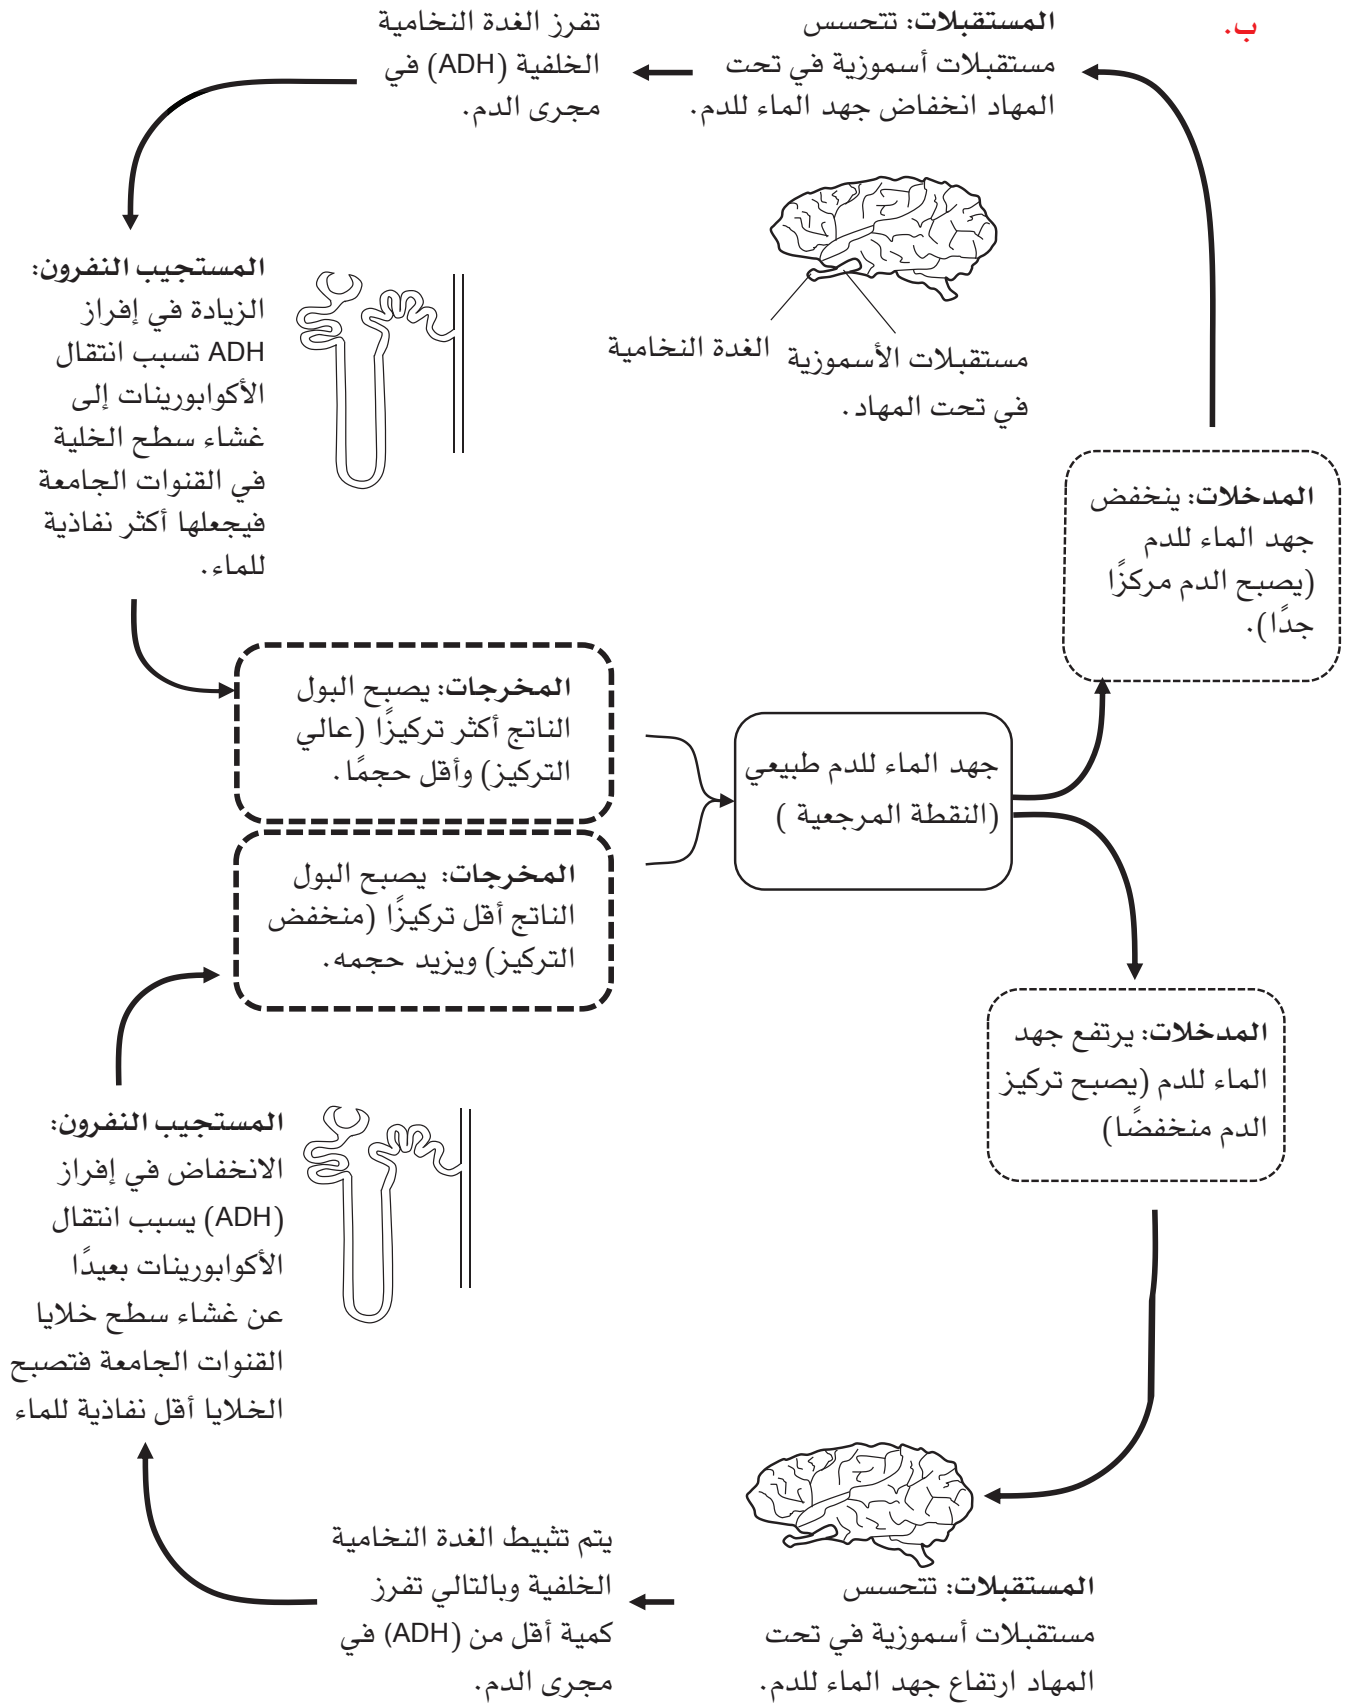 ب.
المستقبلات: تتحسس
مستقبلات أسموزية في تحت
المهاد انخفاض جهد الماء للدم.
تفرز الغدة النخامية
الخلفية (ADH) في
مجرى الدم.
مستقبلات الأسموزية
في تحت المهاد.
الغدة النخامية
المستجيب النفرون:
الزيادة في إفراز
ADH تسبب انتقال
الأكوابورينات إلى
غشاء سطح الخلية
في القنوات الجامعة
فيجعلها أكثر نفاذية
للماء.
المدخلات: ينخفض
جهد الماء للدم
(يصبح الدم مركزًا
جدًا).
المخرجات: يصبح البول
الناتج أكثر تركيزًا (عالي
التركيز) وأقل حجمًا.
جهد الماء للدم طبيعي
(النقطة المرجعية )
المخرجات: يصبح البول
الناتج أقل تركيزًا (منخفض
التركيز) ويزيد حجمه.
المدخلات: يرتفع جهد
الماء للدم (يصبح تركيز
الدم منخفضًا)
المستجيب النفرون:
الانخفاض في إفراز
(ADH) يسبب انتقال
الأكوابورينات بعيدًا
عن غشاء سطح خلايا
القنوات الجامعة فتصبح
الخلايا أقل نفاذية للماء
المستقبلات: تتحسس
مستقبلات أسموزية في تحت
المهاد ارتفاع جهد الماء للدم.
يتم تثبيط الغدة النخامية
الخلفية وبالتالي تفرز
كمية أقل من (ADH) في
مجرى الدم.